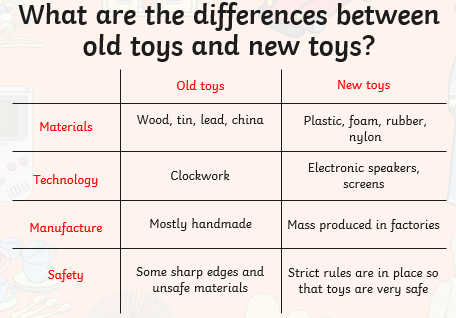 What are the differences between
old toys and new toys?
Old toys
New toys
Materials
Wood, tin, lead, china
Plastic, foam, rubber,
nylon
Technology
Clockwork
Electronic speakers,
screens
Manufacture
Mostly handmade
Mass produced in factories
Safety
Some sharp edges and
unsafe materials
Strict rules are in place so
that toys are very safe